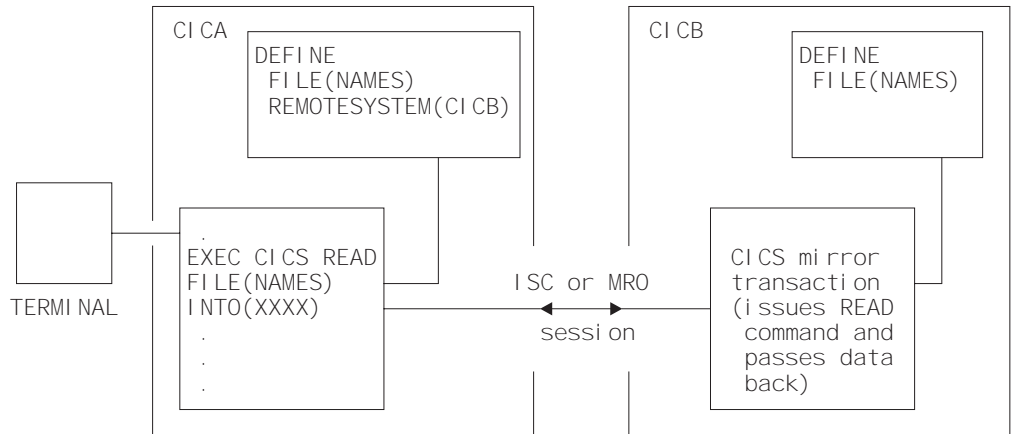 CICA
DEFINE
FILE(NAMES)
REMOTESYSTEM(CICB)
TERMINAL
.
EXEC CICS READ
FILE(NAMES)
INTO(XXXX)
.
.
.
ISC or MRO
session
CICB
DEFINE
FILE(NAMES)
CICS mirror
transaction
(issues READ
command and
passes data
back)